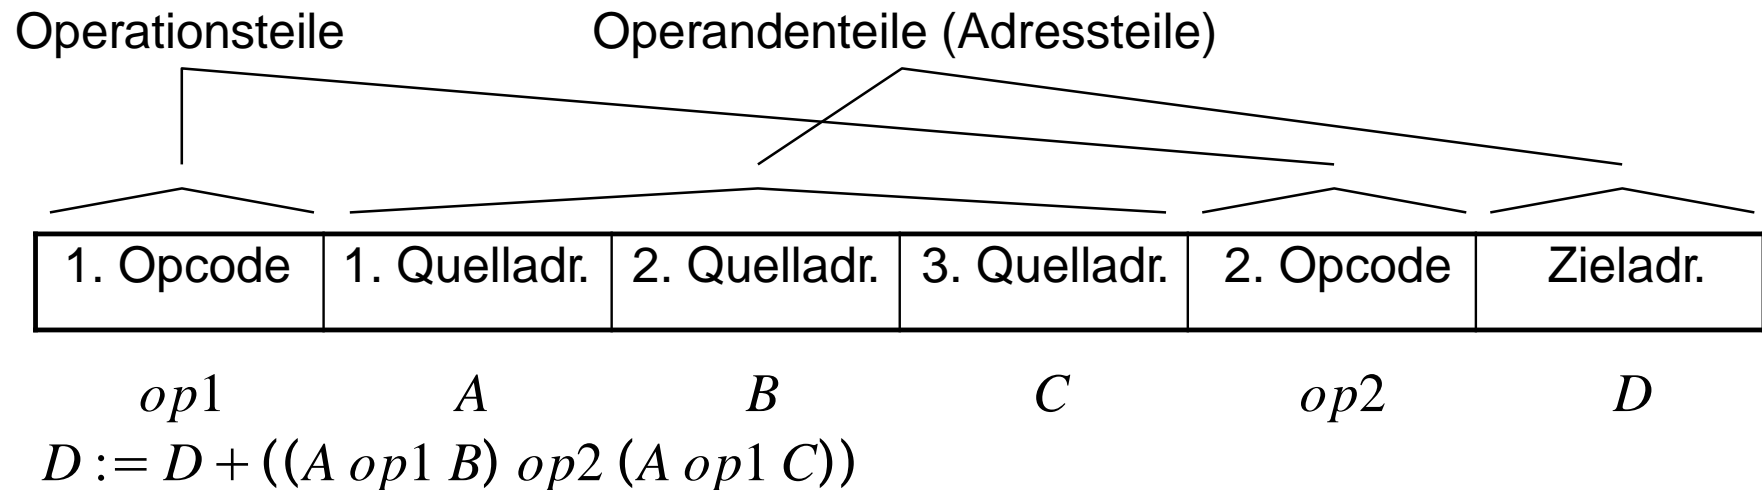 Operationsteile Operandenteile (Adressteile)
1. Opcode 1. Quelladr. 2. Quelladr. 3. Quelladr. 2. Opcode Zieladr.
op1 A B C op2 D
D := D + ((A op1 B) op2 (A op1 C))